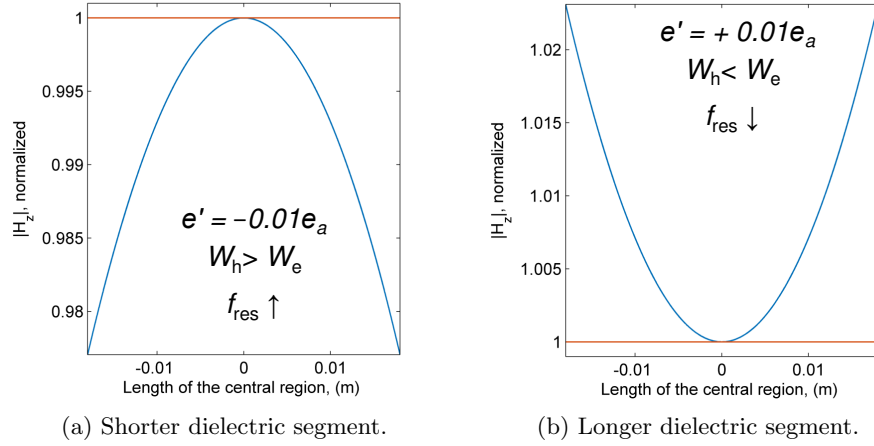 1
0.995
0.99
0.985
0.98
|H_z|, normalized
e' = −0.01e_a
W_h> W_e
f_res ↑
-0.01
0
0.01
Length of the central region, (m)
(a) Shorter dielectric segment.
1.02
1.015
1.01
1.005
1
|H_z|, normalized
e' = + 0.01e_a
W_h< W_e
f_res ↓
-0.01
0
0.01
Length of the central region, (m)
(b) Longer dielectric segment.